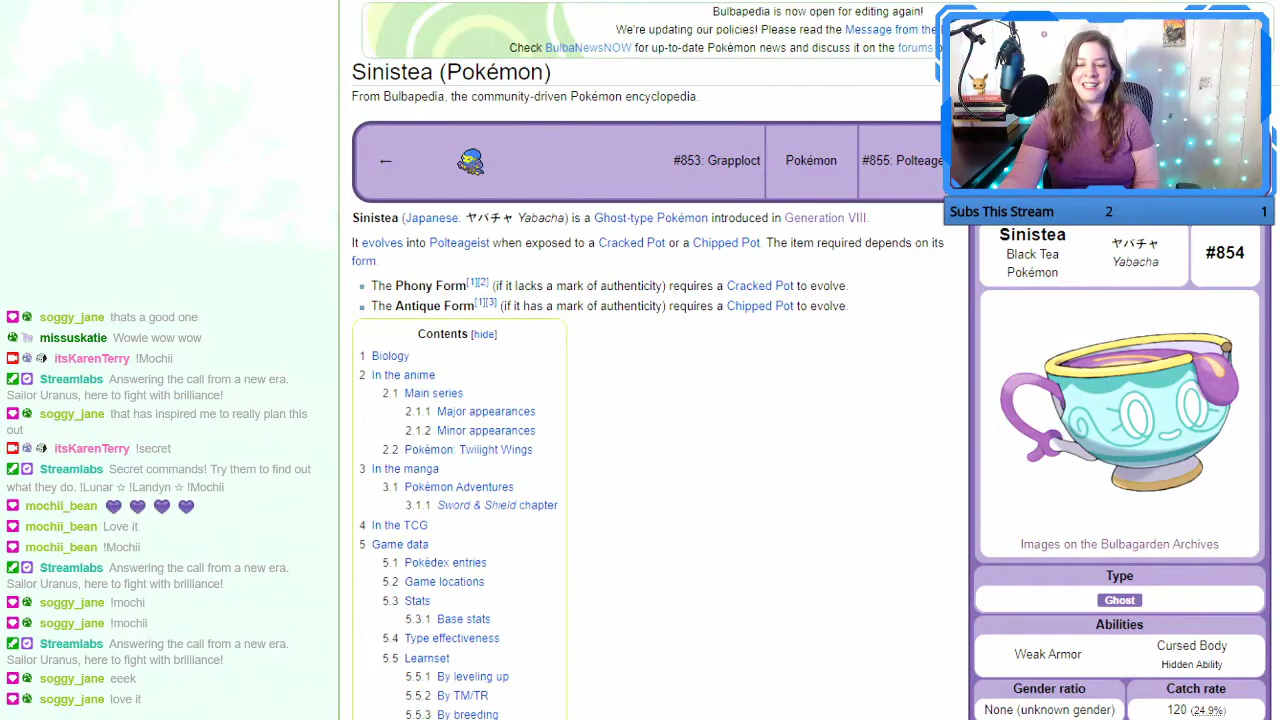 Bulbapedia is now open for editing again!
We're updating our policies! Please read the Message from the
Check BulbaNewsNOW for up-to-date Pokémon news and discuss it on the forums
Sinistea (Pokémon)
From Bulbapedia, the community-driven Pokémon encyclopedia.
← #853: Grapploct Pokémon #855: Polteage
Sinistea (Japanese: ヤバチャ Yabacha) is a Ghost-type Pokémon introduced in Generation VIII.
It evolves into Polteageist when exposed to a Cracked Pot or a Chipped Pot. The item required depends on its
form.
The Phony Form[1][2] (if it lacks a mark of authenticity) requires a Cracked Pot to evolve.
The Antique Form[1][3] (if it has a mark of authenticity) requires a Chipped Pot to evolve.
Contents [hide]
1 Biology
2 In the anime
2.1 Main series
2.1.1 Major appearances
2.1.2 Minor appearances
2.2 Pokémon: Twilight Wings
3 In the manga
3.1 Pokémon Adventures
3.1.1 Sword & Shield chapter
4 In the TCG
5 Game data
5.1 Pokédex entries
5.2 Game locations
5.3 Stats
5.3.1 Base stats
5.4 Type effectiveness
5.5 Learnset
5.5.1 By leveling up
5.5.2 By TM/TR
5.5.3 By breeding
Subs This Stream 2 1
Sinistea
Black Tea
Pokémon
ヤバチャ
Yabacha
#854
Images on the Bulbagarden Archives
Type
Ghost
Abilities
Weak Armor
Cursed Body
Hidden Ability
Gender ratio
None (unknown gender)
Catch rate
120 (24.9%)
soggy_jane thats a good one
missuskatie Wowie wow wow
itsKarenTerry !Mochii
Streamlabs Answering the call from a new era.
Sailor Uranus, here to fight with brilliance!
soggy_jane that has inspired me to really plan this
out
itsKarenTerry !secret
Streamlabs Secret commands! Try them to find out
what they do. !Lunar ☆ !Landyn ☆ !Mochii
mochii_bean 💜 💜 💜 💜
mochii_bean Love it
mochii_bean !Mochii
Streamlabs Answering the call from a new era.
Sailor Uranus, here to fight with brilliance!
soggy_jane !mochi
soggy_jane !mochii
Streamlabs Answering the call from a new era.
Sailor Uranus, here to fight with brilliance!
soggy_jane eeek
soggy_jane love it